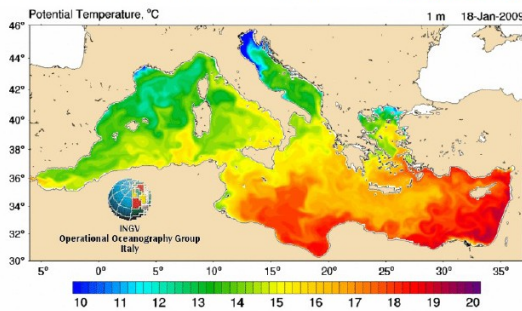 Potential Temperature, °C
1 m 18-Jan-2009
46°
44°
42°
40°
38°
36°
34°
32°
30°
INGV
Operational Oceanography Group
Italy
5° 0° 5° 10° 15° 20° 25° 30° 35°
10 11 12 13 14 15 16 17 18 19 20